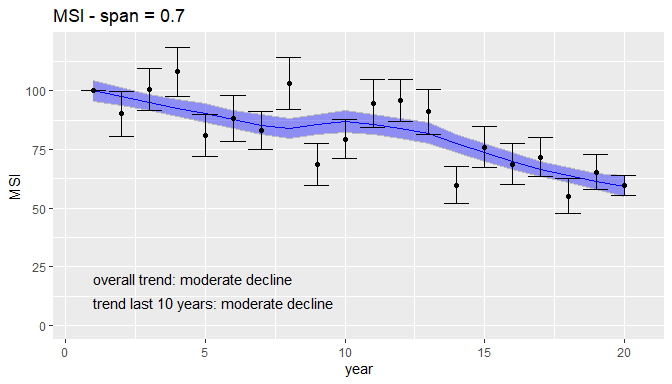 MSI - span = 0.7
100
75
50
25
0
MSI
overall trend: moderate decline
trend last 10 years: moderate decline
0 5 10 15 20
year